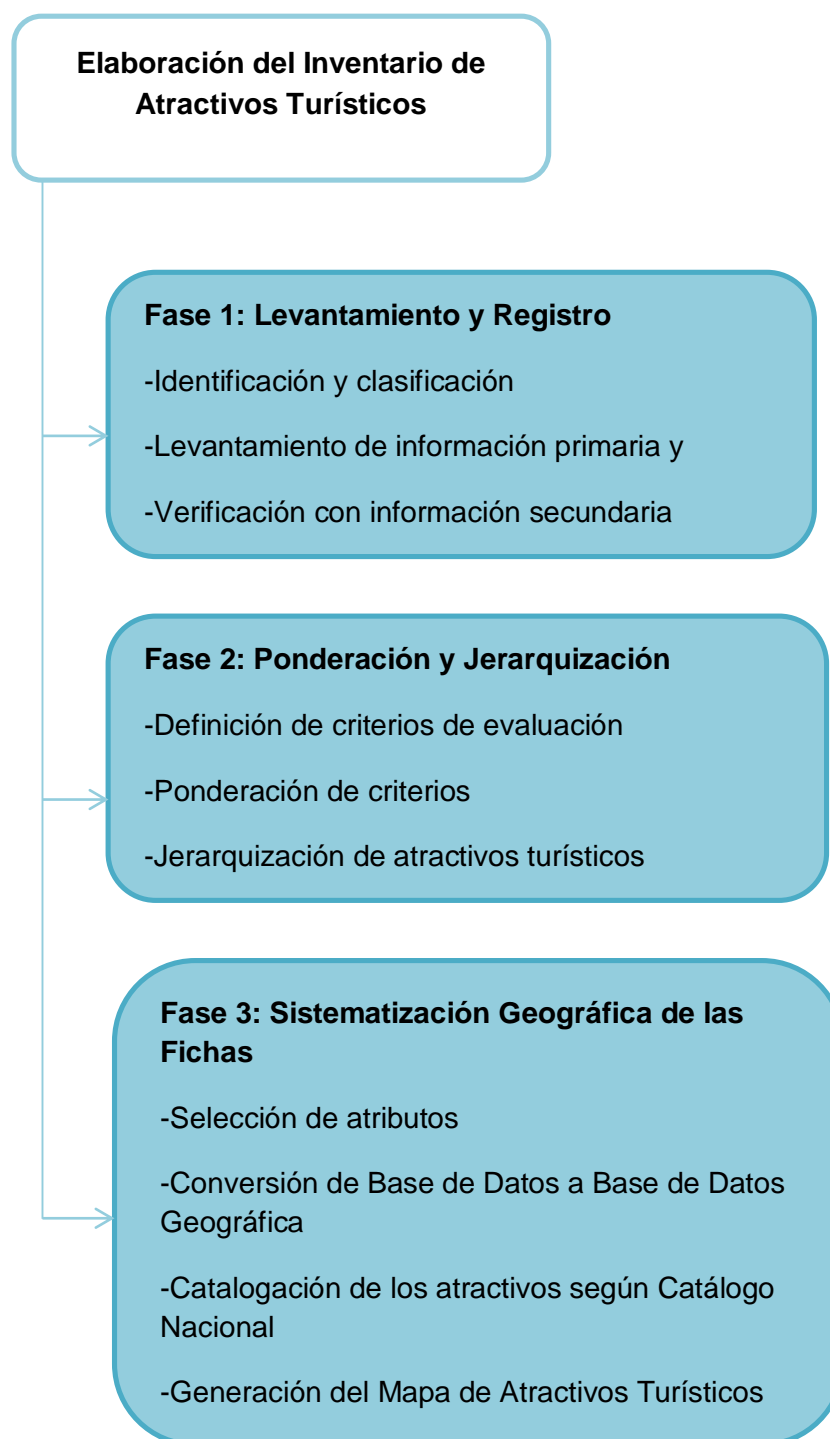 Elaboración del Inventario de
Atractivos Turísticos
Fase 1: Levantamiento y Registro
-Identificación y clasificación
-Levantamiento de información primaria y
-Verificación con información secundaria
Fase 2: Ponderación y Jerarquización
-Definición de criterios de evaluación
-Ponderación de criterios
-Jerarquización de atractivos turísticos
Fase 3: Sistematización Geográfica de las
Fichas
-Selección de atributos
-Conversión de Base de Datos a Base de Datos
Geográfica
-Catalogación de los atractivos según Catálogo
Nacional
-Generación del Mapa de Atractivos Turísticos